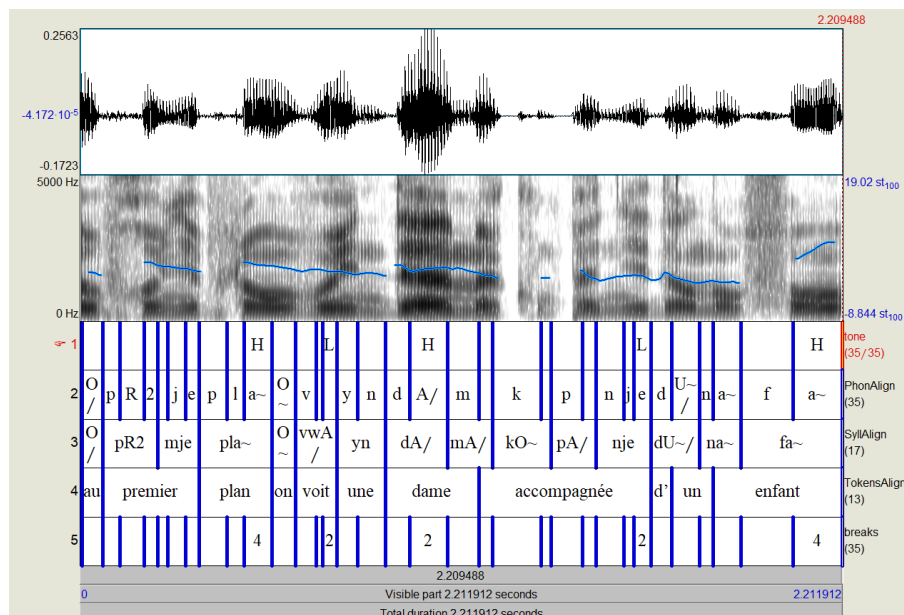 2.209488
0.2563
-4.172·10⁻⁵
-0.1723
5000 Hz
19.02 st₁₀₀
0 Hz
-8.844 st₁₀₀
☞ 1 H L H L H tone (35/35)
2 O/ p R 2 j e p l a~ O~ v y n d A/ m k p n j e d U~/ n a~ f a~ PhonAlign (35)
3 O/ pR2 mje pla~ O~ vwA/ yn dA/ mA/ kO~ pA/ nje dU~/ na~ fa~ SyllAlign (17)
4 au premier plan on voit une dame accompagnée d' un enfant TokensAlign (13)
5 4 2 2 2 4 breaks (35)
2.209488
0 Visible part 2.211912 seconds 2.211912
Total duration 2.211912 seconds